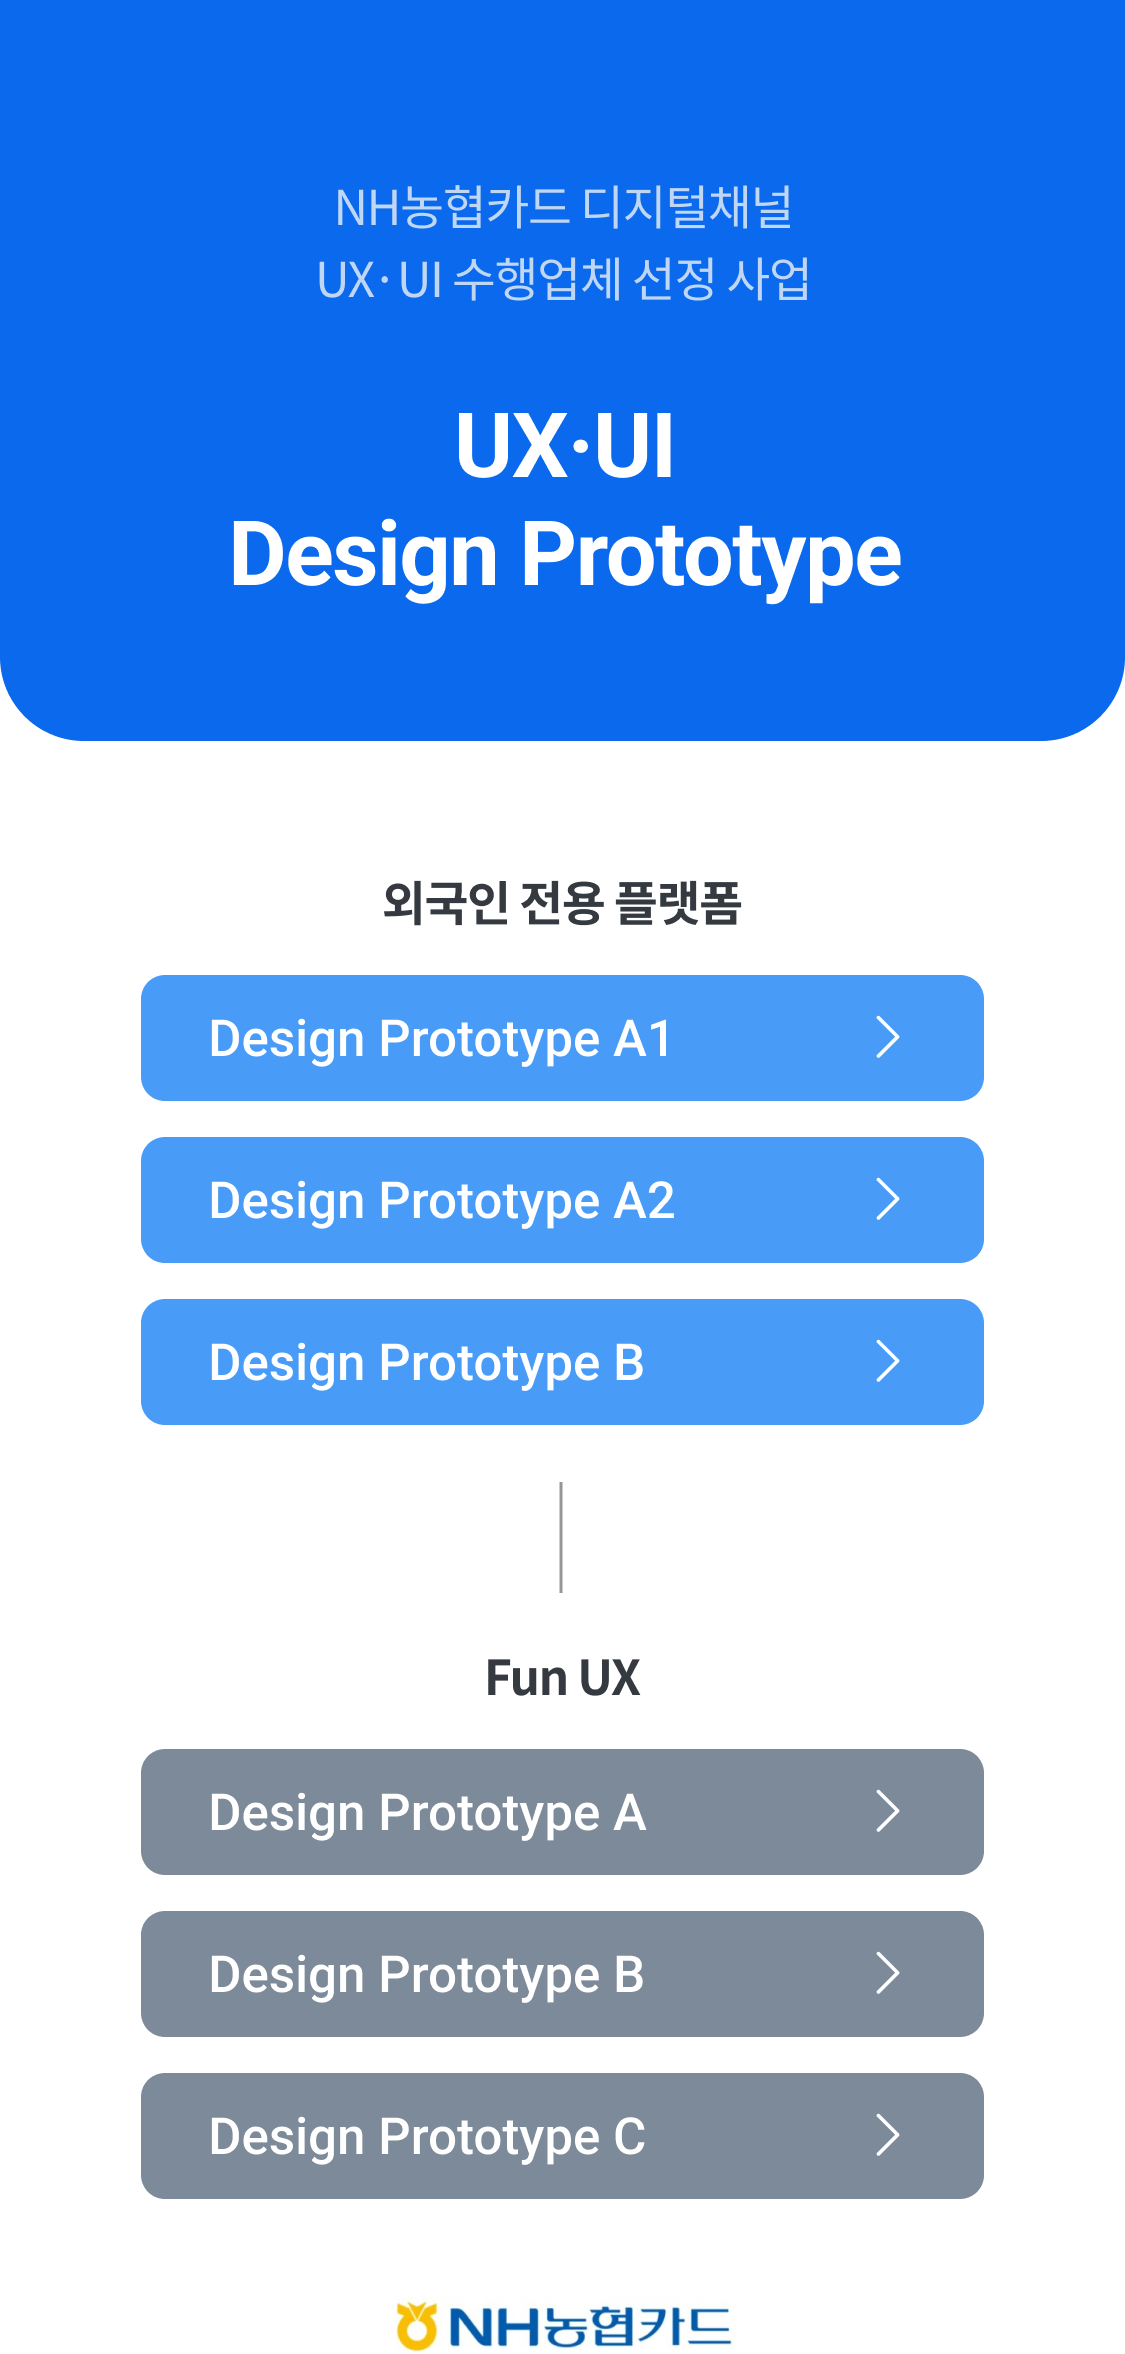 NH농협카드 디지털채널
UX·UI 수행업체 선정 사업
UX·UI
Design Prototype
외국인 전용 플랫폼
Design Prototype A1
Design Prototype A2
Design Prototype B
Fun UX
Design Prototype A
Design Prototype B
Design Prototype C
NH농협카드